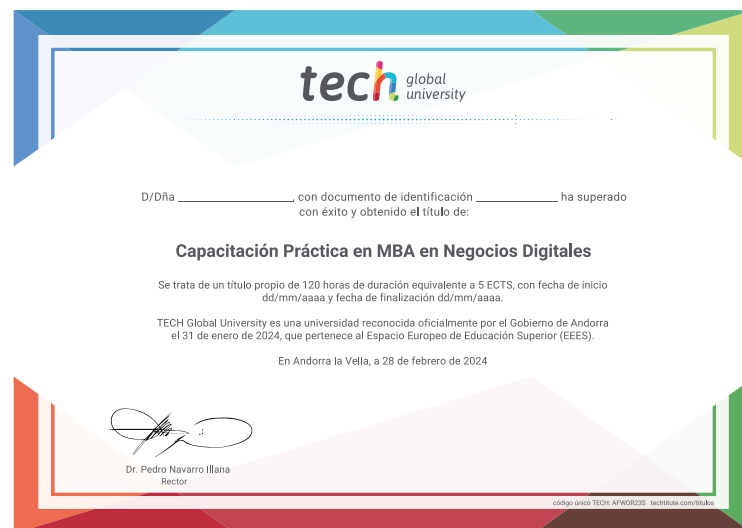 tech global university
D/Dña ____________________, con documento de identificación ______________ ha superado
con éxito y obtenido el título de:
Capacitación Práctica en MBA en Negocios Digitales
Se trata de un título propio de 120 horas de duración equivalente a 5 ECTS, con fecha de inicio
dd/mm/aaaa y fecha de finalización dd/mm/aaaa.
TECH Global University es una universidad reconocida oficialmente por el Gobierno de Andorra
el 31 de enero de 2024, que pertenece al Espacio Europeo de Educación Superior (EEES).
En Andorra la Vella, a 28 de febrero de 2024
Dr. Pedro Navarro Illana
Rector
código único TECH: AFWOR23S techtitute.com/titulos